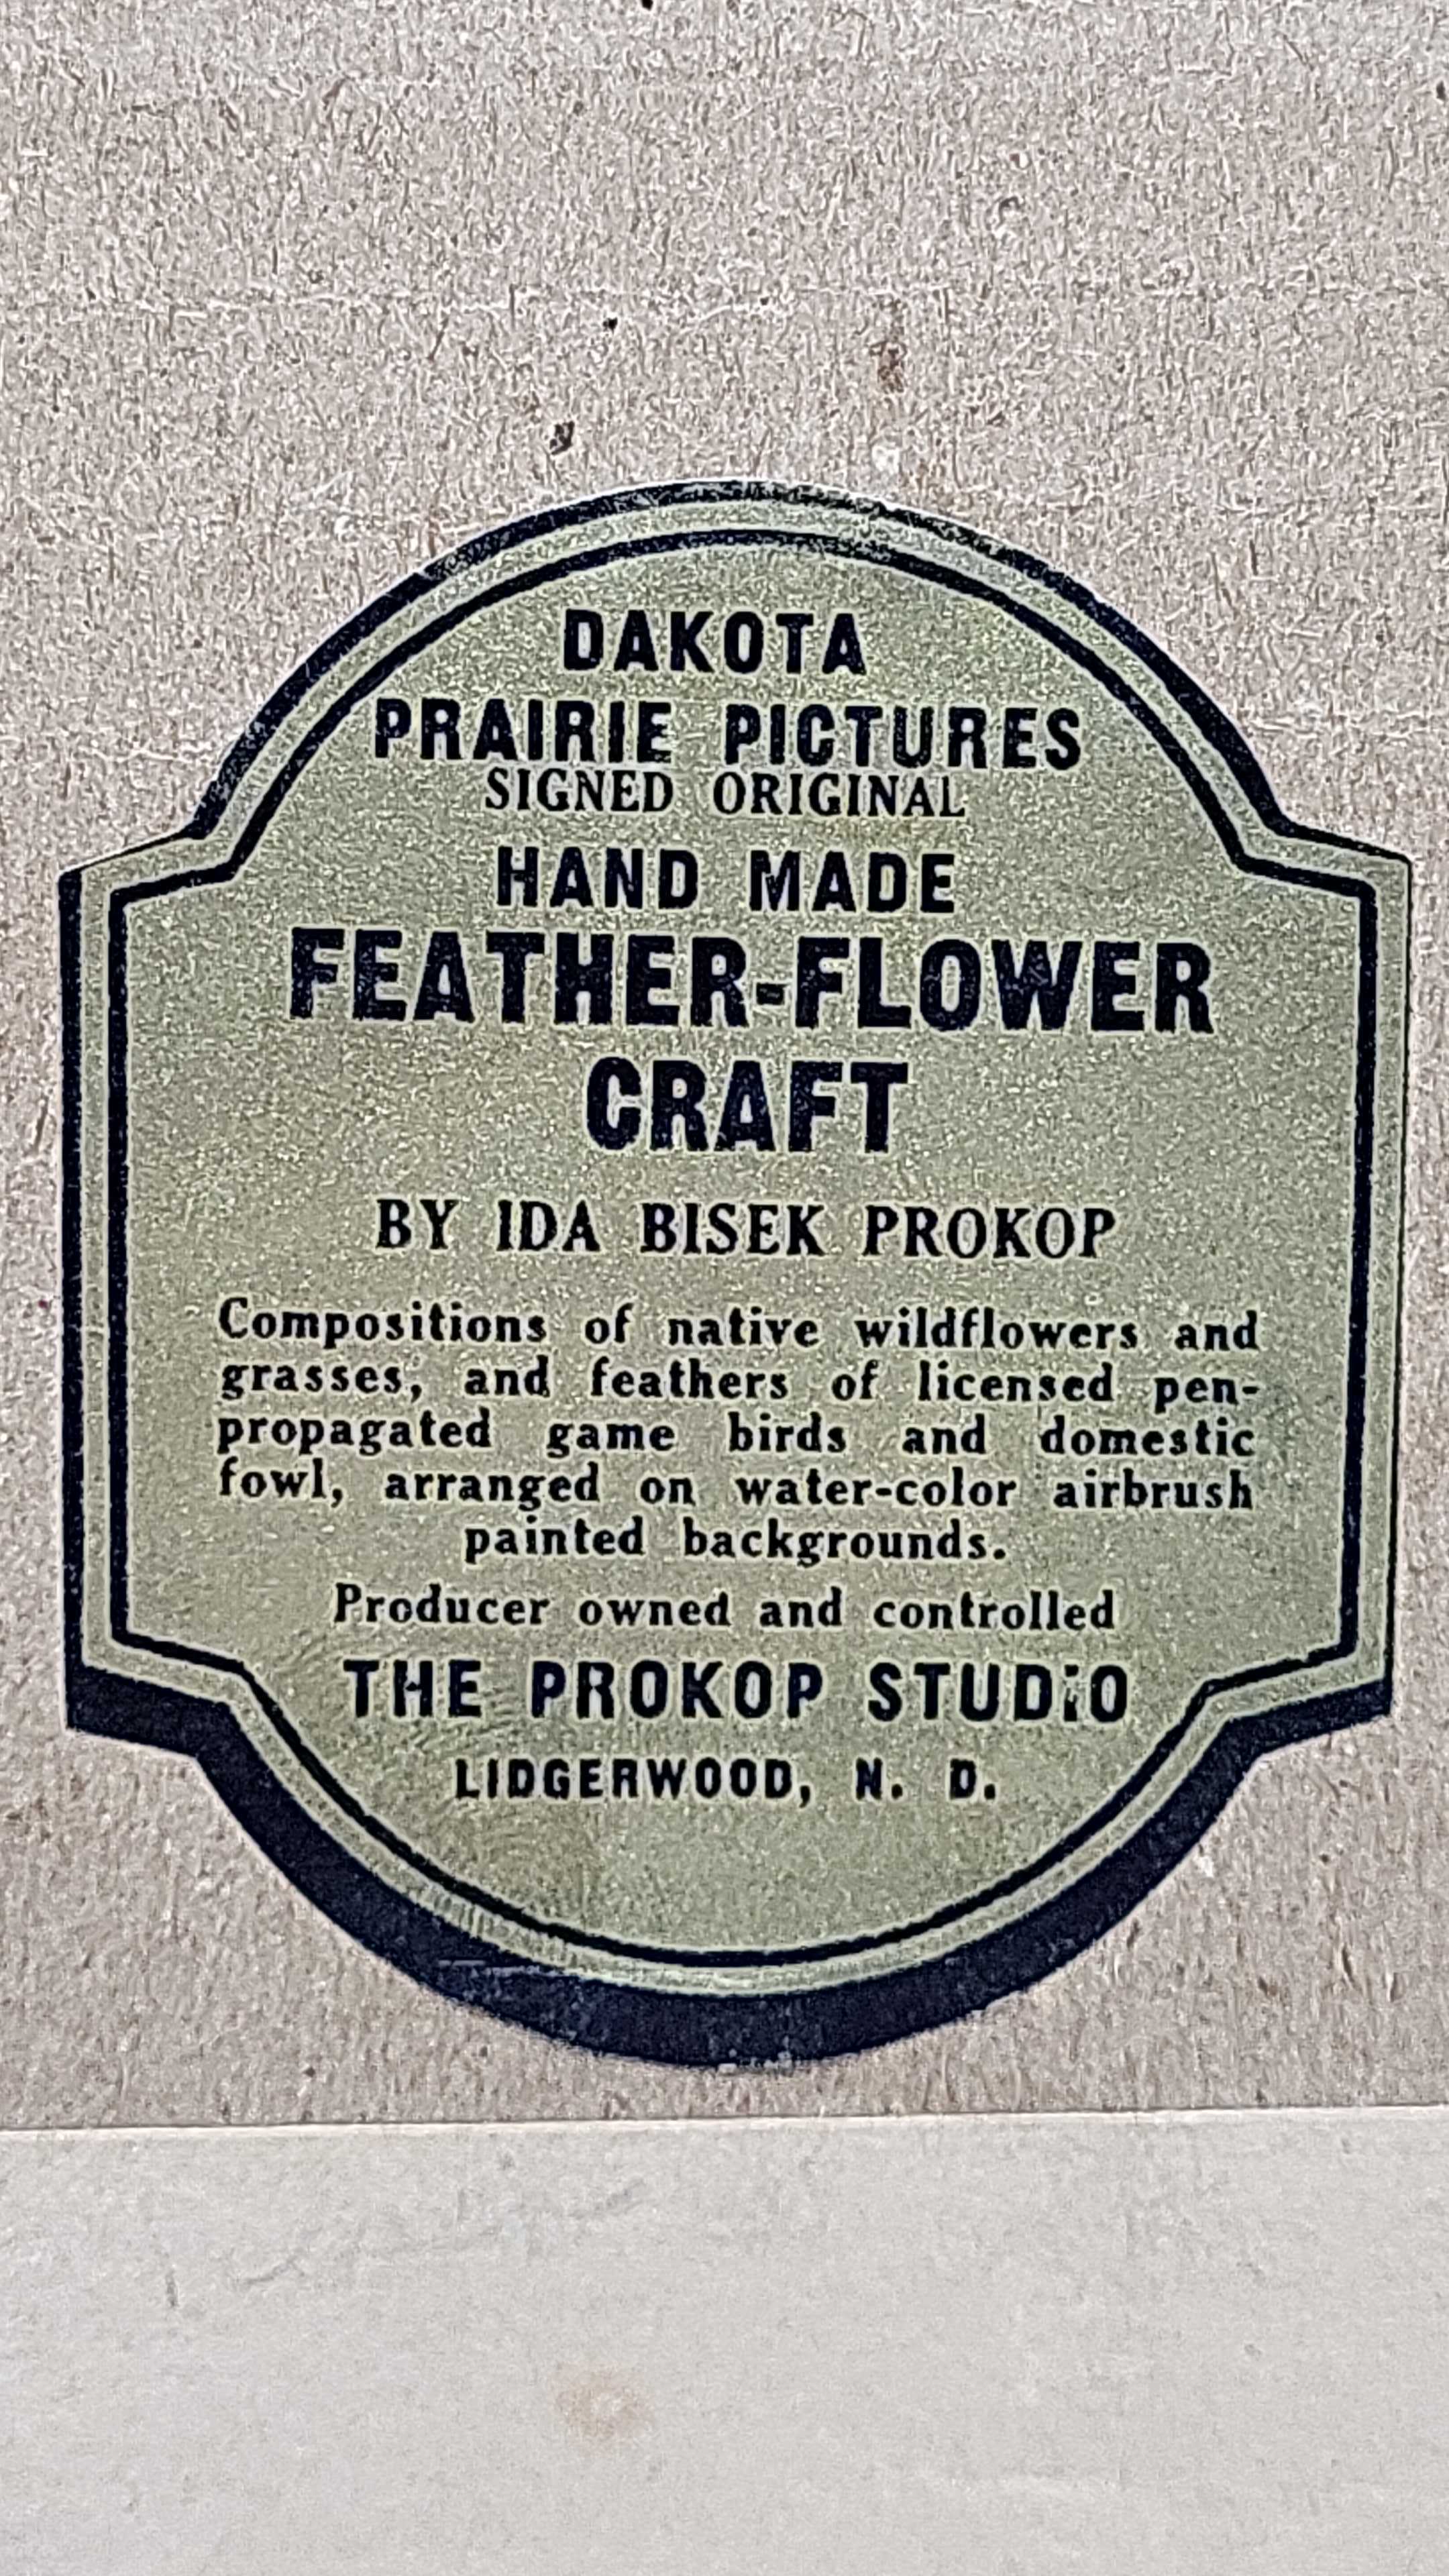 DAKOTA
PRAIRIE PICTURES
SIGNED ORIGINAL
HAND MADE
FEATHER-FLOWER
CRAFT
BY IDA BISEK PROKOP
Compositions of native wildflowers and
grasses, and feathers of licensed pen-
propagated game birds and domestic
fowl, arranged on water-color airbrush
painted backgrounds.
Producer owned and controlled
THE PROKOP STUDiO
LIDGERWOOD, N. D.